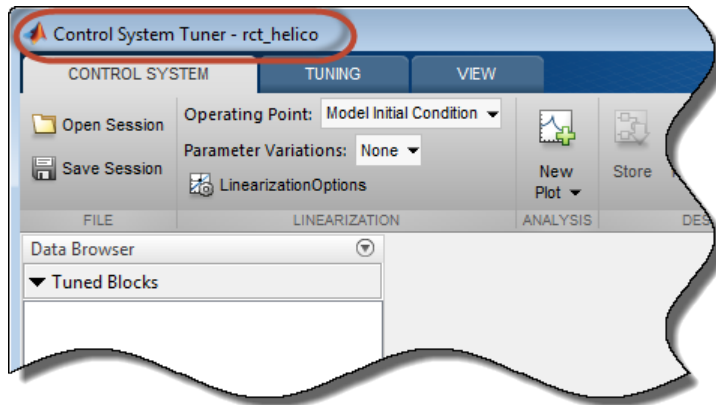 Control System Tuner - rct_helico
CONTROL SYSTEM TUNING VIEW
Open Session
Save Session
FILE
Operating Point: Model Initial Condition
Parameter Variations: None
LinearizationOptions
LINEARIZATION
New
Plot
ANALYSIS
Store
DES
Data Browser
Tuned Blocks